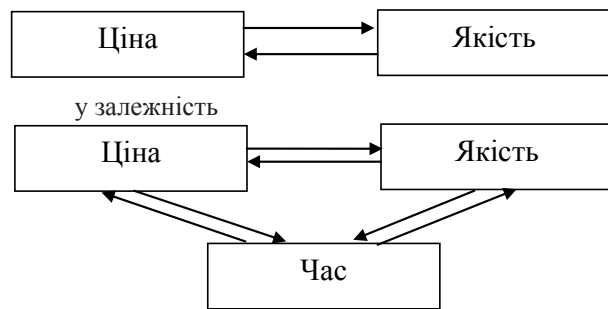 Ціна Якість
у залежність
Ціна Якість
Час